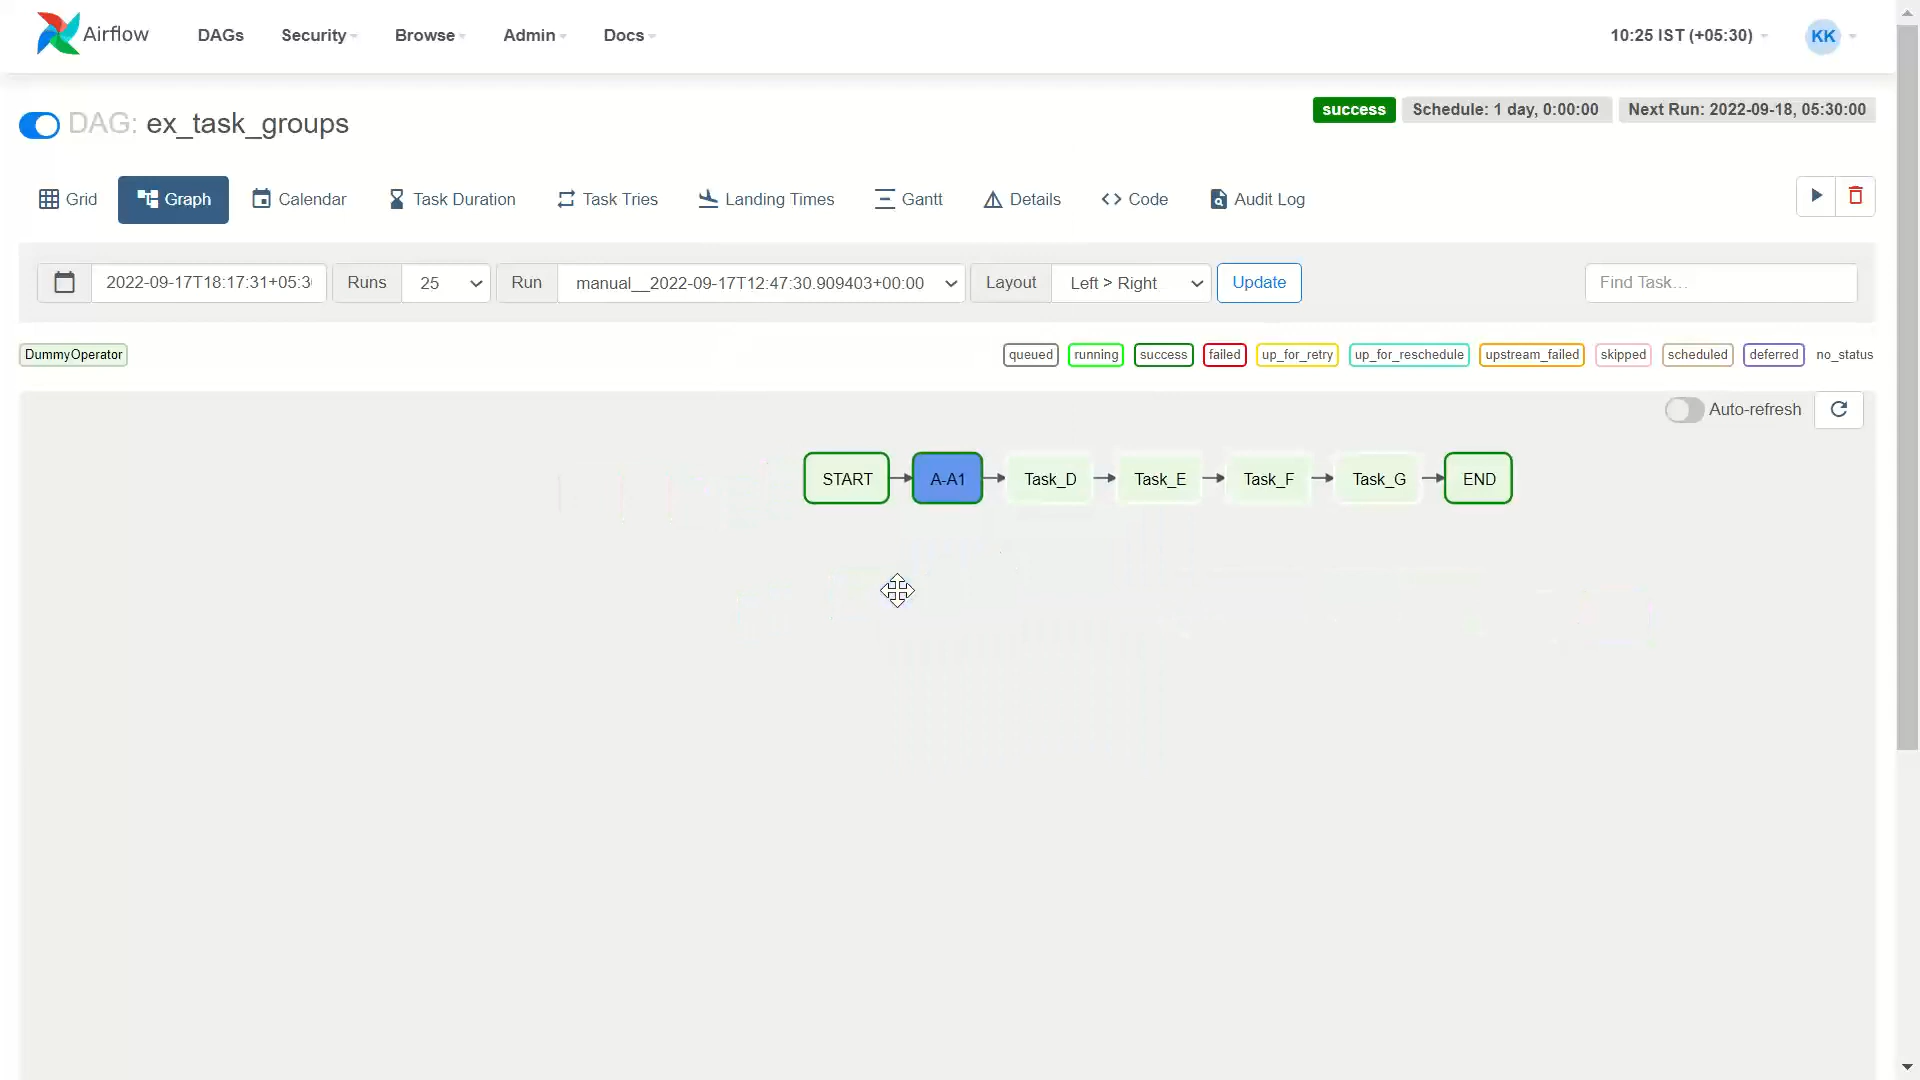 Airflow DAGs Security Browse Admin Docs 10:25 IST (+05:30) KK
DAG: ex_task_groups success Schedule: 1 day, 0:00:00 Next Run: 2022-09-18, 05:30:00
Grid Graph Calendar Task Duration Task Tries Landing Times Gantt Details Code Audit Log
2022-09-17T18:17:31+05:3 Runs 25 Run manual__2022-09-17T12:47:30.909403+00:00 Layout Left > Right Update Find Task...
DummyOperator queued running success failed up_for_retry up_for_reschedule upstream_failed skipped scheduled deferred no_status
Auto-refresh
START A-A1 Task_D Task_E Task_F Task_G END